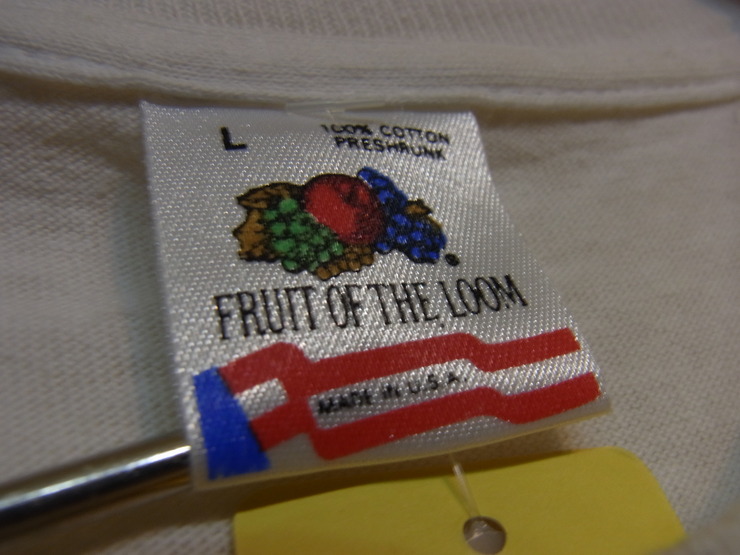 L
100% COTTON
PRESHRUNK
FRUIT OF THE LOOM
MADE IN U.S.A.